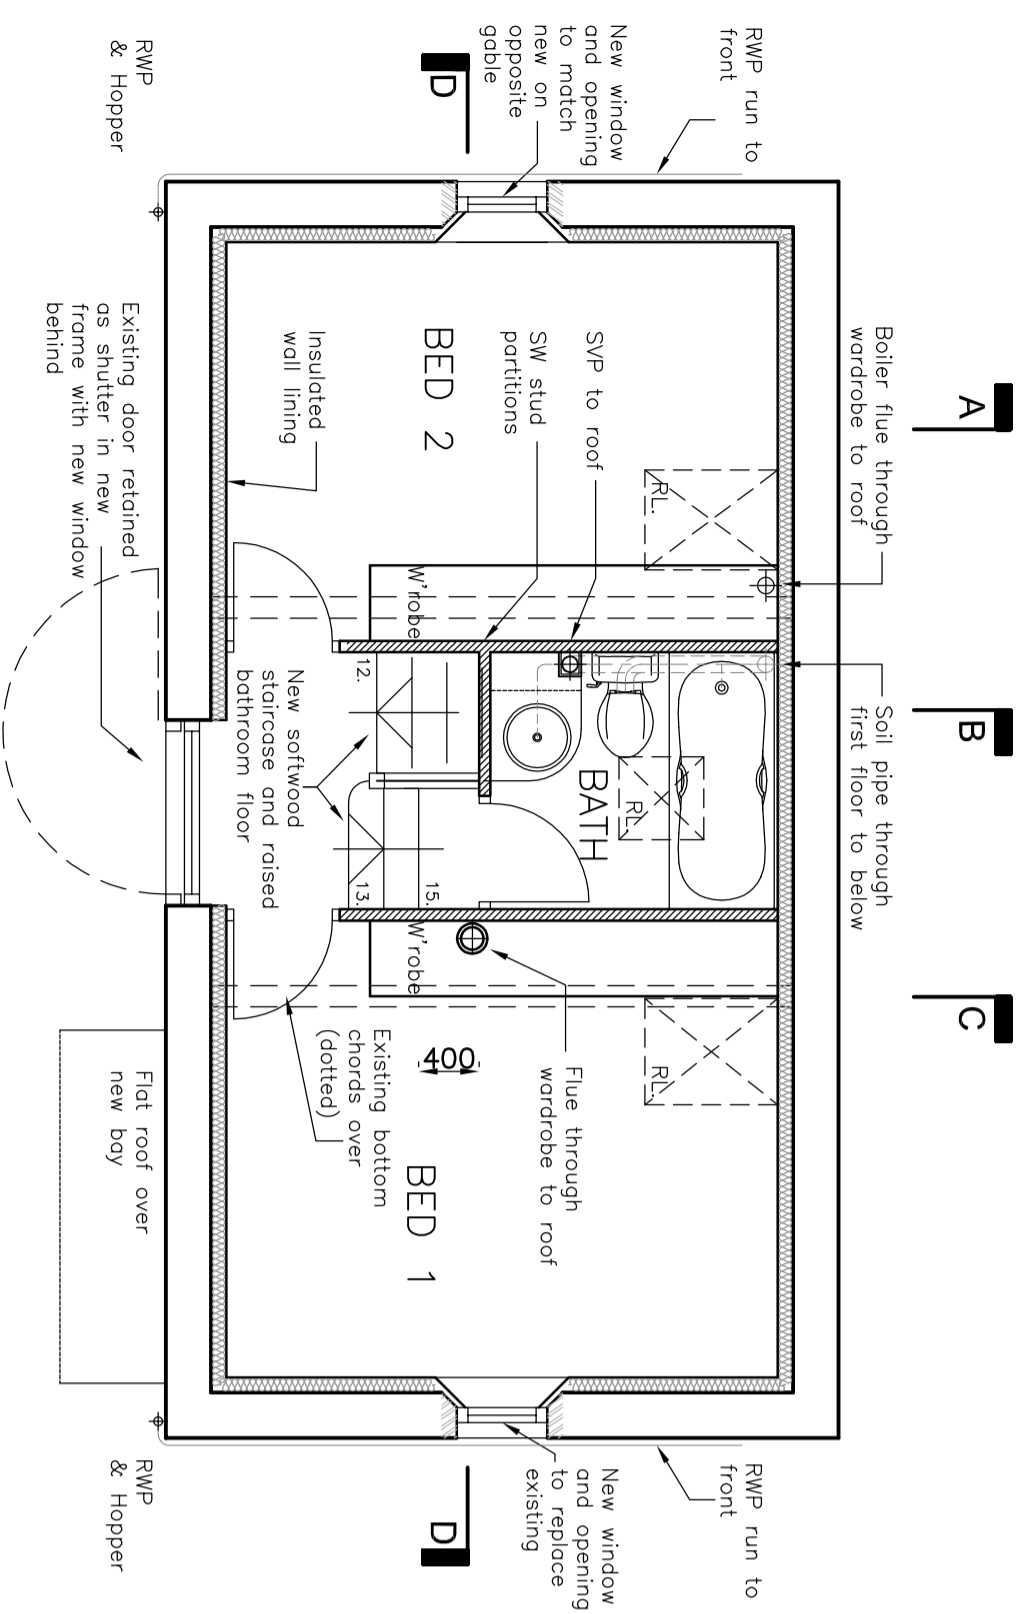 A
B
C
Boiler flue through
wardrobe to roof
Soil pipe through
first floor to below
RWP run to
front
RWP run to
front
New window
and opening
to match
new on
opposite
gable
New window
and opening
to replace
existing
D
D
RL.
RL.
RL.
SVP to roof
SW stud
partitions
BED 2
BATH
Flue through
wardrobe to roof
400
BED 1
W'robe
W'robe
12.
13.
15.
Insulated
wall lining
New softwood
staircase and raised
bathroom floor
Existing bottom
chords over
(dotted)
RWP
& Hopper
Existing door retained
as shutter in new
frame with new window
behind
Flat roof over
new bay
RWP
& Hopper